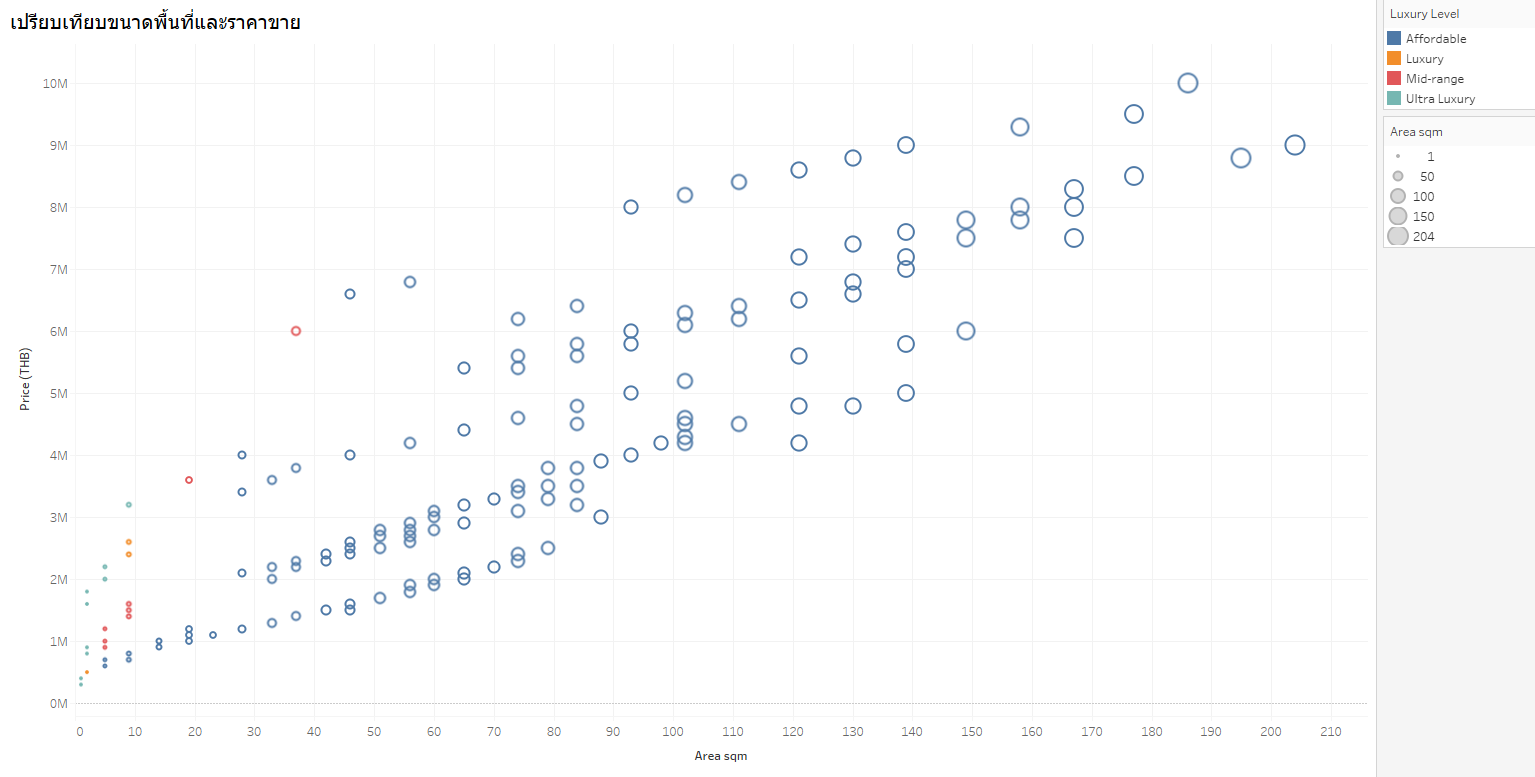 เปรียบเทียบขนาดพื้นที่และราคาขาย
10M
9M
8M
7M
6M
5M
4M
3M
2M
1M
0M
Price (THB)
0 10 20 30 40 50 60 70 80 90 100 110 120 130 140 150 160 170 180 190 200 210
Area sqm
Luxury Level
Affordable
Luxury
Mid-range
Ultra Luxury
Area sqm
1
50
100
150
204